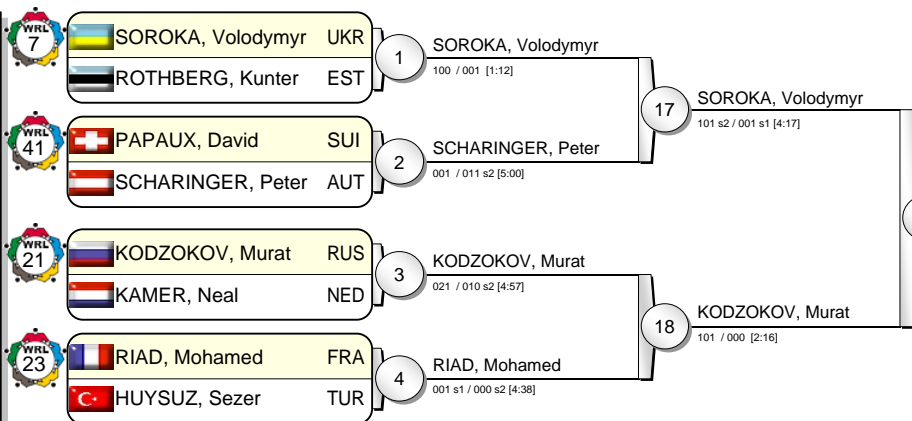 WRL
7
SOROKA, Volodymyr UKR
ROTHBERG, Kunter EST
1
SOROKA, Volodymyr
100 / 001 [1:12]
WRL
41
PAPAUX, David SUI
SCHARINGER, Peter AUT
2
SCHARINGER, Peter
001 / 011 s2 [5:00]
17
SOROKA, Volodymyr
101 s2 / 001 s1 [4:17]
WRL
21
KODZOKOV, Murat RUS
KAMER, Neal NED
3
KODZOKOV, Murat
021 / 010 s2 [4:57]
WRL
23
RIAD, Mohamed FRA
HUYSUZ, Sezer TUR
4
RIAD, Mohamed
001 s1 / 000 s2 [4:38]
18
KODZOKOV, Murat
101 / 000 [2:16]